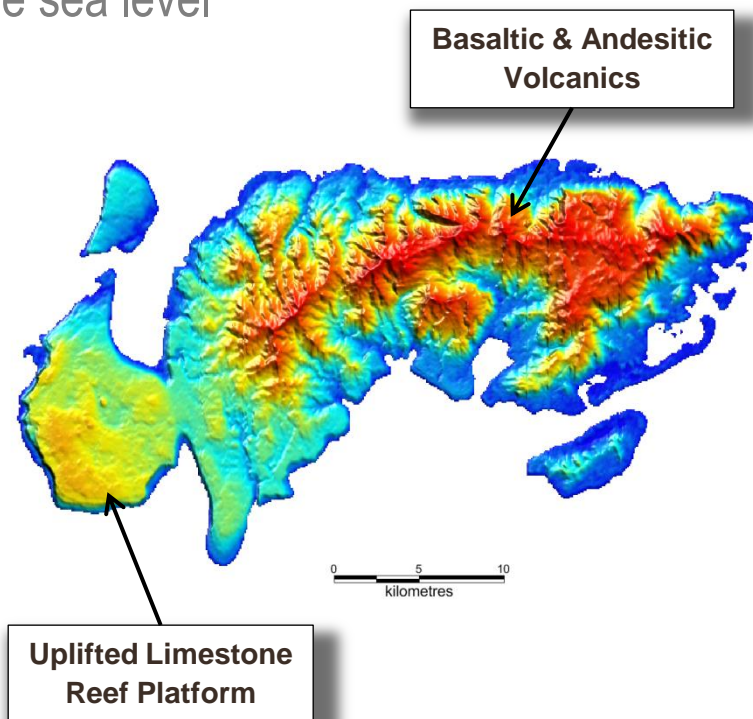 e sea level
Basaltic & Andesitic
Volcanics
0 5 10
kilometres
Uplifted Limestone
Reef Platform